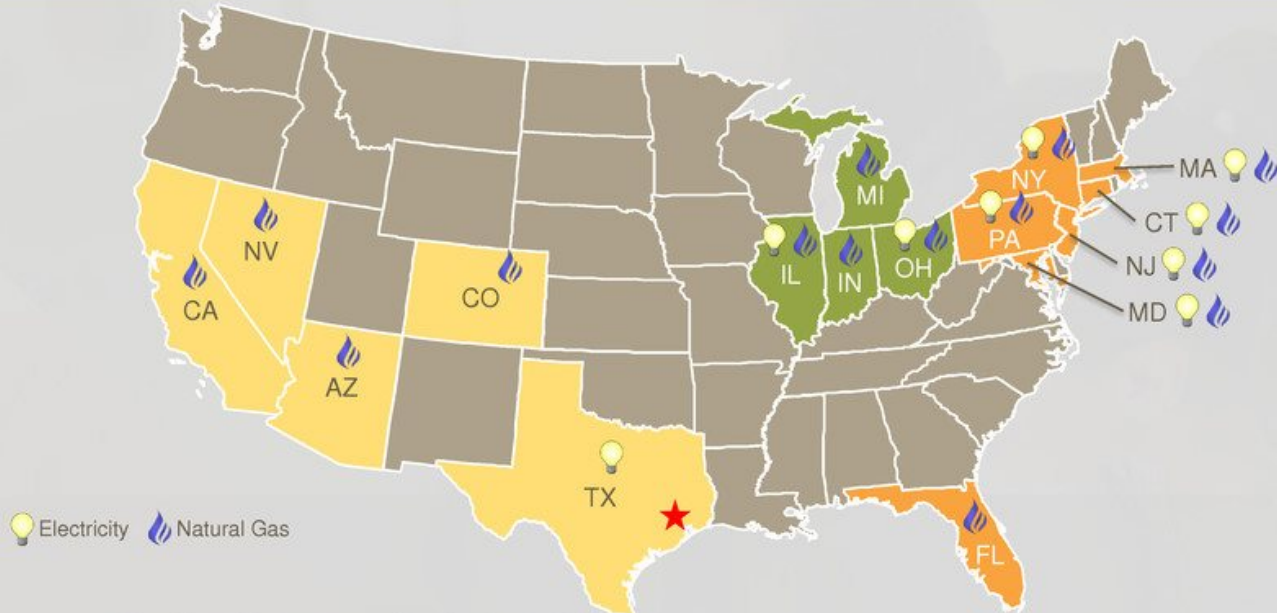 NY
MA
MI
CT
PA
NV
IL
IN
OH
NJ
CO
CA
MD
AZ
TX
Electricity
Natural Gas
FL